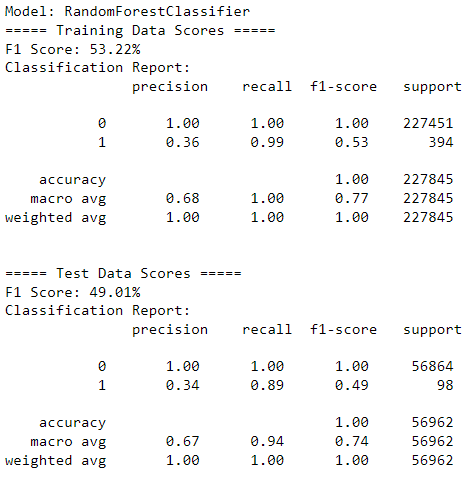 Model: RandomForestClassifier
===== Training Data Scores =====
F1 Score: 53.22%
Classification Report:
              precision    recall  f1-score   support

           0       1.00      1.00      1.00    227451
           1       0.36      0.99      0.53       394

    accuracy                           1.00    227845
   macro avg       0.68      1.00      0.77    227845
weighted avg       1.00      1.00      1.00    227845

===== Test Data Scores =====
F1 Score: 49.01%
Classification Report:
              precision    recall  f1-score   support

           0       1.00      1.00      1.00     56864
           1       0.34      0.89      0.49        98

    accuracy                           1.00     56962
   macro avg       0.67      0.94      0.74     56962
weighted avg       1.00      1.00      1.00     56962